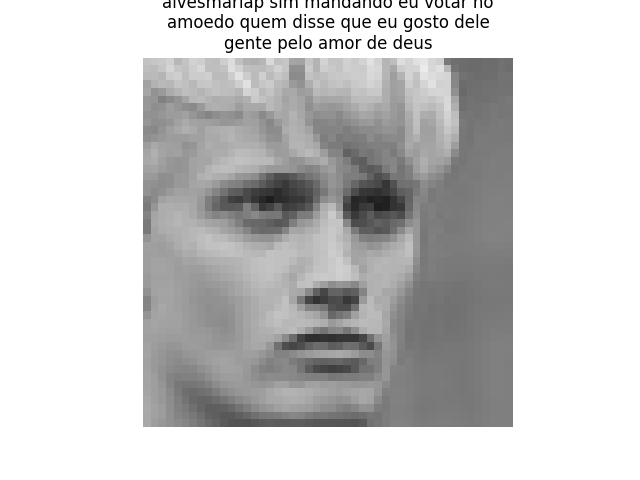 alvesmariap sim mandando eu votar no
amoedo quem disse que eu gosto dele
gente pelo amor de deus